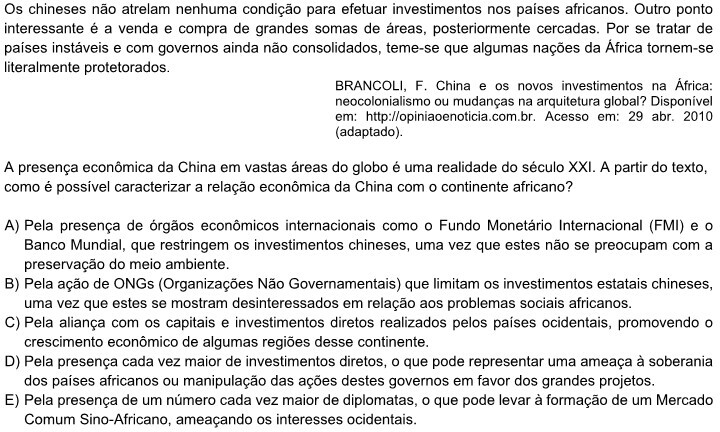 Os chineses não atrelam nenhuma condição para efetuar investimentos nos países africanos. Outro ponto
interessante é a venda e compra de grandes somas de áreas, posteriormente cercadas. Por se tratar de
países instáveis e com governos ainda não consolidados, teme-se que algumas nações da África tornem-se
literalmente protetorados.
BRANCOLI, F. China e os novos investimentos na África:
neocolonialismo ou mudanças na arquitetura global? Disponível
em: http://opiniaoenoticia.com.br. Acesso em: 29 abr. 2010
(adaptado).
A presença econômica da China em vastas áreas do globo é uma realidade do século XXI. A partir do texto,
como é possível caracterizar a relação econômica da China com o continente africano?
A) Pela presença de órgãos econômicos internacionais como o Fundo Monetário Internacional (FMI) e o
Banco Mundial, que restringem os investimentos chineses, uma vez que estes não se preocupam com a
preservação do meio ambiente.
B) Pela ação de ONGs (Organizações Não Governamentais) que limitam os investimentos estatais chineses,
uma vez que estes se mostram desinteressados em relação aos problemas sociais africanos.
C) Pela aliança com os capitais e investimentos diretos realizados pelos países ocidentais, promovendo o
crescimento econômico de algumas regiões desse continente.
D) Pela presença cada vez maior de investimentos diretos, o que pode representar uma ameaça à soberania
dos países africanos ou manipulação das ações destes governos em favor dos grandes projetos.
E) Pela presença de um número cada vez maior de diplomatas, o que pode levar à formação de um Mercado
Comum Sino-Africano, ameaçando os interesses ocidentais.